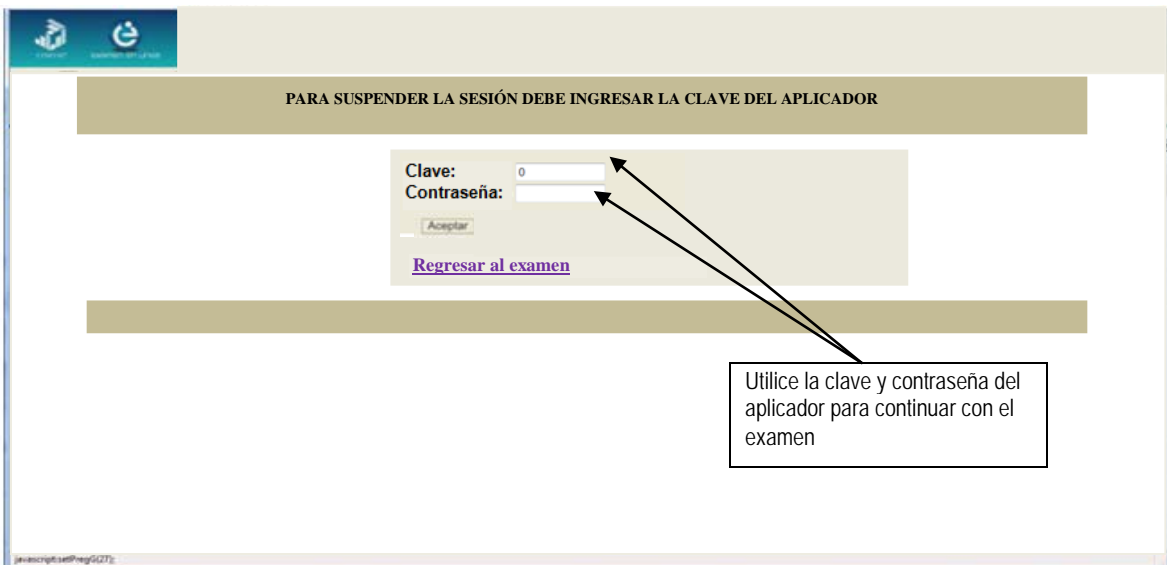 PARA SUSPENDER LA SESIÓN DEBE INGRESAR LA CLAVE DEL APLICADOR
Clave: 0
Contraseña:
Aceptar
Regresar al examen
Utilice la clave y contraseña del
aplicador para continuar con el
examen
javascript:setPregG(27);